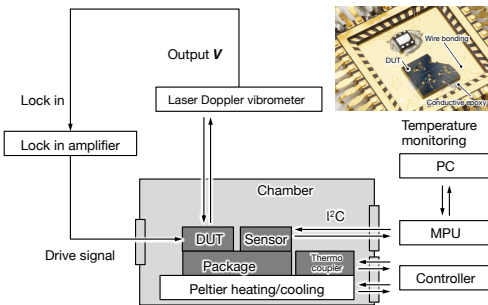 Output V
Laser Doppler vibrometer
Lock in
Lock in amplifier
Drive signal
Wire bonding
DUT
Conductive epoxy
Temperature
monitoring
PC
MPU
Controller
Chamber
I²C
DUT
Sensor
Package
Thermo
coupler
Peltier heating/cooling